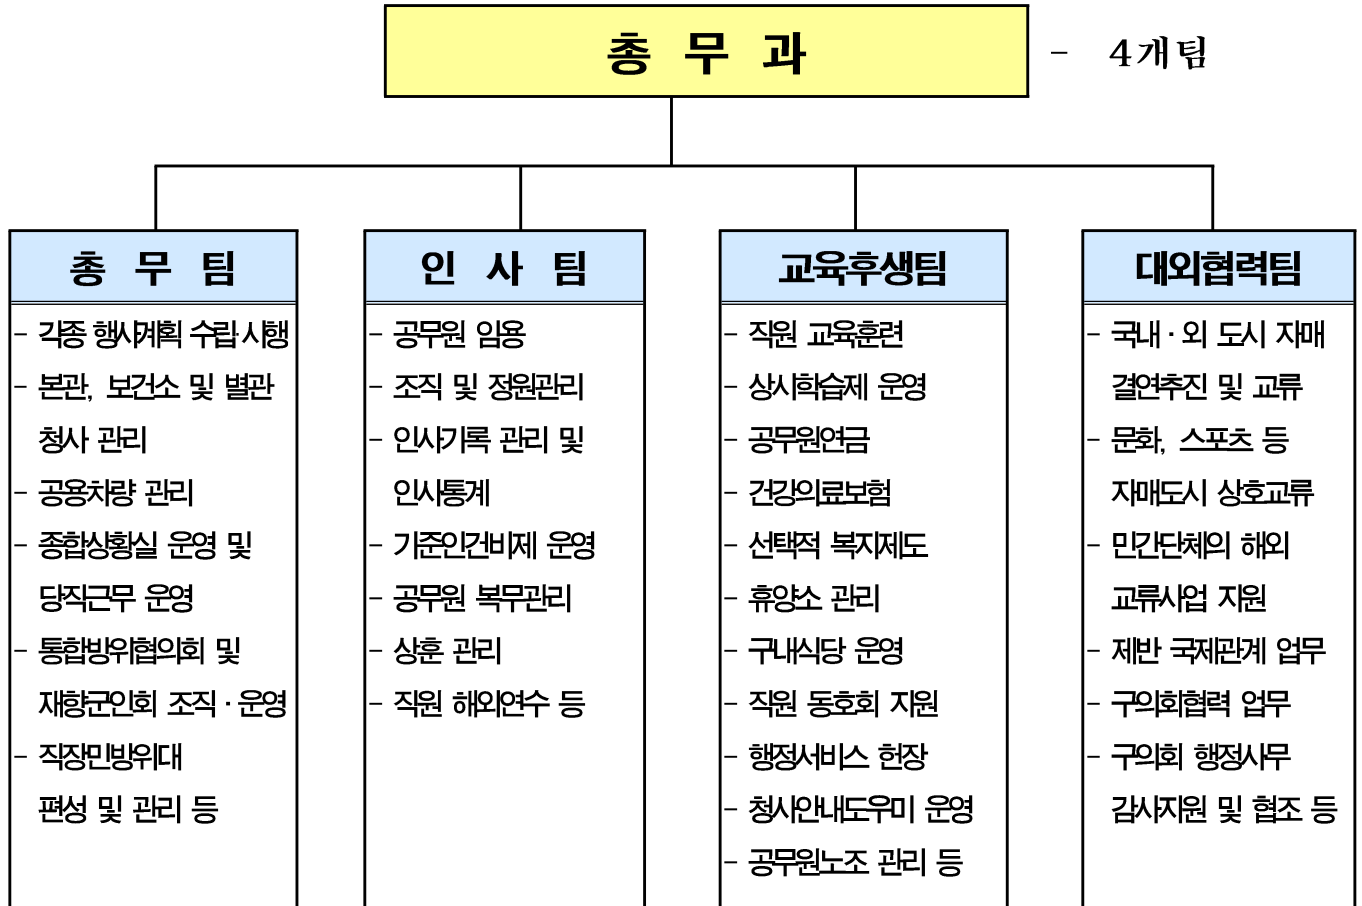 총 무 과 - 4개팀
총 무 팀
- 각종 행사계획 수립 시행
- 본관, 보건소 및 별관
청사 관리
- 공용차량 관리
- 종합상황실 운영 및
당직근무 운영
- 통합방위협의회 및
재향군인회 조직·운영
- 직장민방위대
편성 및 관리 등
인 사 팀
- 공무원 임용
- 조직 및 정원관리
- 인사기록 관리 및
인사통계
- 기준인건비제 운영
- 공무원 복무관리
- 상훈 관리
- 직원 해외연수 등
교육후생팀
- 직원 교육훈련
- 상시학습제 운영
- 공무원연금
- 건강의료보험
- 선택적 복지제도
- 휴양소 관리
- 구내식당 운영
- 직원 동호회 지원
- 행정서비스 헌장
- 청사안내도우미 운영
- 공무원노조 관리 등
대외협력팀
- 국내·외 도시 자매
결연추진 및 교류
- 문화, 스포츠 등
자매도시 상호교류
- 민간단체의 해외
교류사업 지원
- 제반 국제관계 업무
- 구의회협력 업무
- 구의회 행정사무
감사지원 및 협조 등